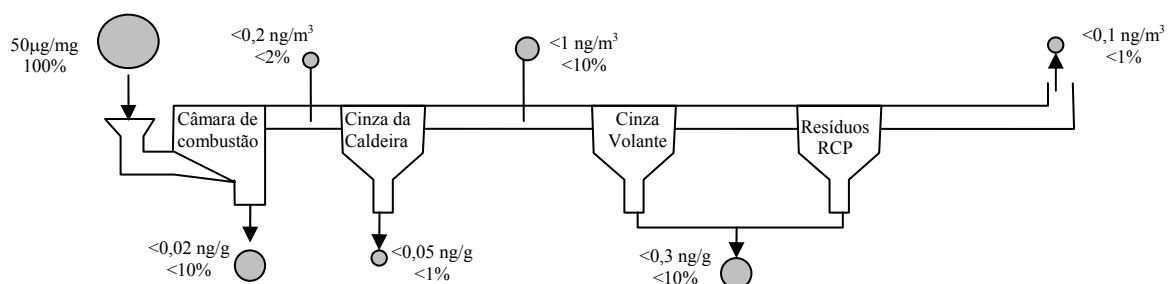 50µg/mg
100%
<0,2 ng/m³
<2%
<1 ng/m³
<10%
<0,1 ng/m³
<1%
Câmara de
combustão
Cinza da
Caldeira
Cinza
Volante
Resíduos
RCP
<0,02 ng/g
<10%
<0,05 ng/g
<1%
<0,3 ng/g
<10%